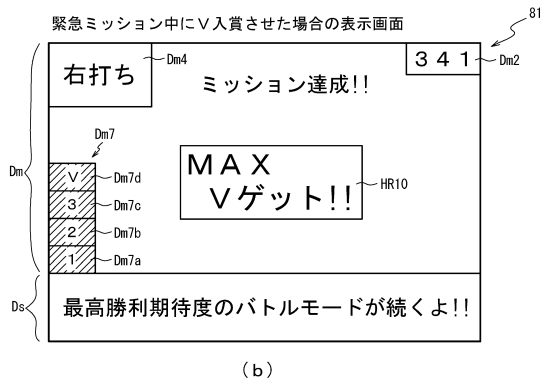 緊急ミッション中にV入賞させた場合の表示画面
81
右打ち
Dm4
ミッション達成!!
341
Dm2
Dm7
Dm
MAX
Vゲット!!
HR10
V
Dm7d
3
Dm7c
2
Dm7b
1
Dm7a
Ds
最高勝利期待度のバトルモードが続くよ!!
(b)